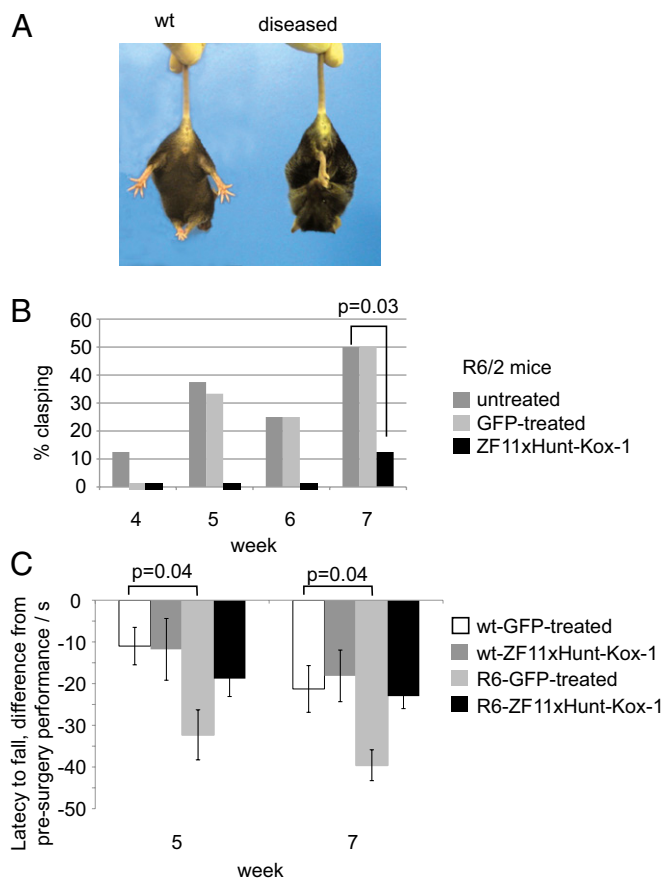 A
wt diseased
B
p=0.03
60
50
40
30
20
10
0
% clasping
4 5 6 7
week
R6/2 mice
untreated
GFP-treated
ZF11xHunt-Kox-1
C
p=0.04 p=0.04
0
-10
-20
-30
-40
-50
Latecy to fall, difference from
pre-surgery performance / s
5 7
week
wt-GFP-treated
wt-ZF11xHunt-Kox-1
R6-GFP-treated
R6-ZF11xHunt-Kox-1